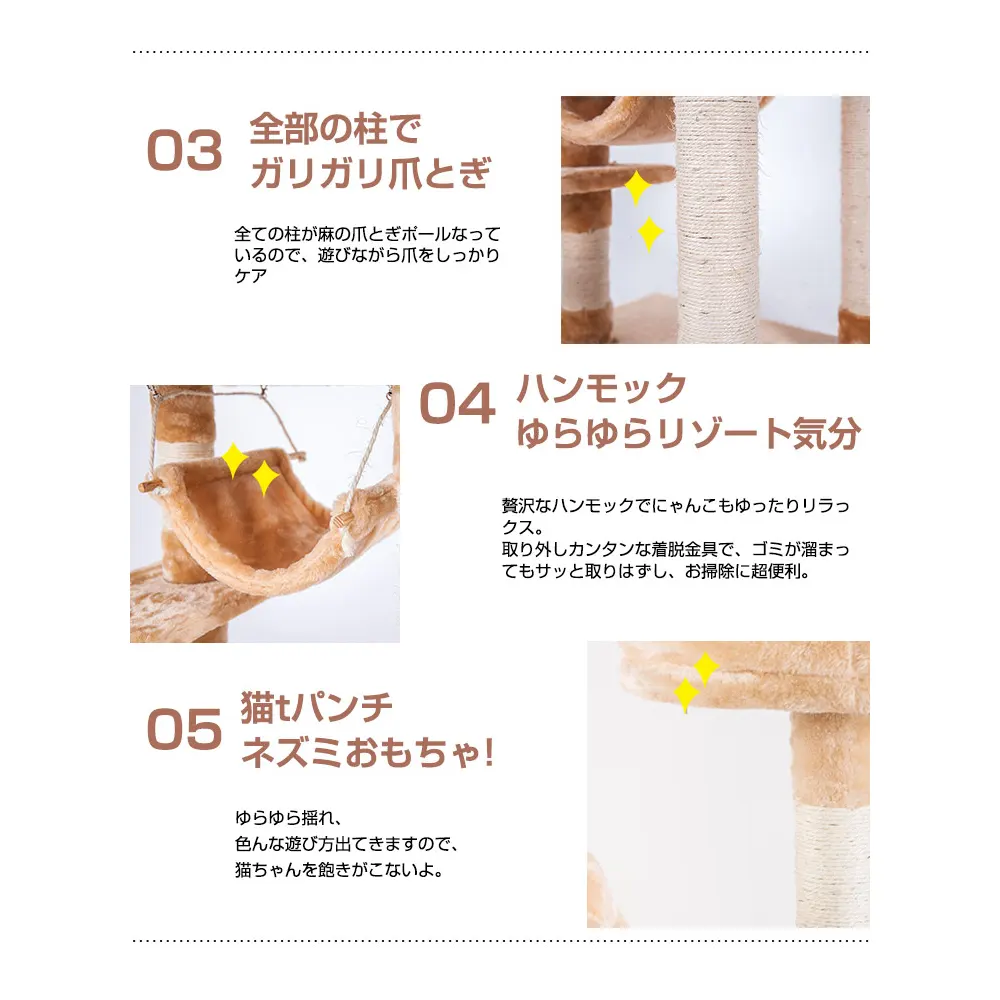 03
全部の柱で
ガリガリ爪とぎ
全ての柱が麻の爪とぎポールなって
いるので、遊びながら爪をしっかり
ケア
04
ハンモック
ゆらゆらリゾート気分
贅沢なハンモックでにゃんこもゆったりリラッ
クス。
取り外しカンタンな着脱金具で、ゴミが溜まっ
てもサッと取りはずし、お掃除に超便利。
05
猫tパンチ
ネズミおもちゃ!
ゆらゆら揺れ、
色んな遊び方出てきますので、
猫ちゃんを飽きがこないよ。